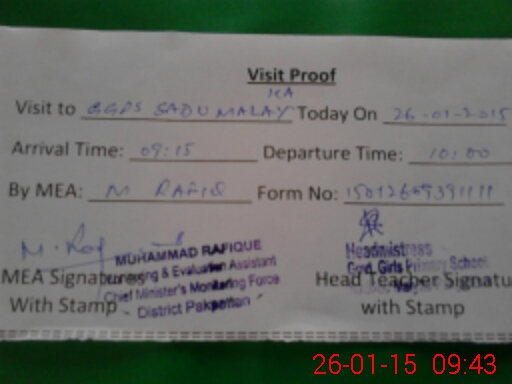 Visit Proof
KA
Visit to GGPS SADU MALAY Today On 26-01-2015
Arrival Time: 09:15 Departure Time: 10:00
By MEA: M RAFIQ Form No:
MUHAMMAD RAFIQUE
Monitoring & Evaluation Assistant
Chief Minister's Monitoring Force
District Pakpattan
Headmistress
Govt. Girls Primary School
MEA Signature
With Stamp
Head Teacher Signatu
with Stamp
26-01-15 09:43